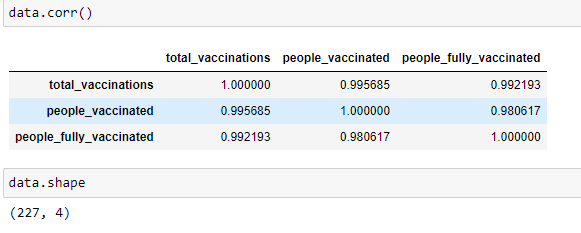 data.corr()
total_vaccinations people_vaccinated people_fully_vaccinated
total_vaccinations 1.000000 0.995685 0.992193
people_vaccinated 0.995685 1.000000 0.980617
people_fully_vaccinated 0.992193 0.980617 1.000000
data.shape
(227, 4)